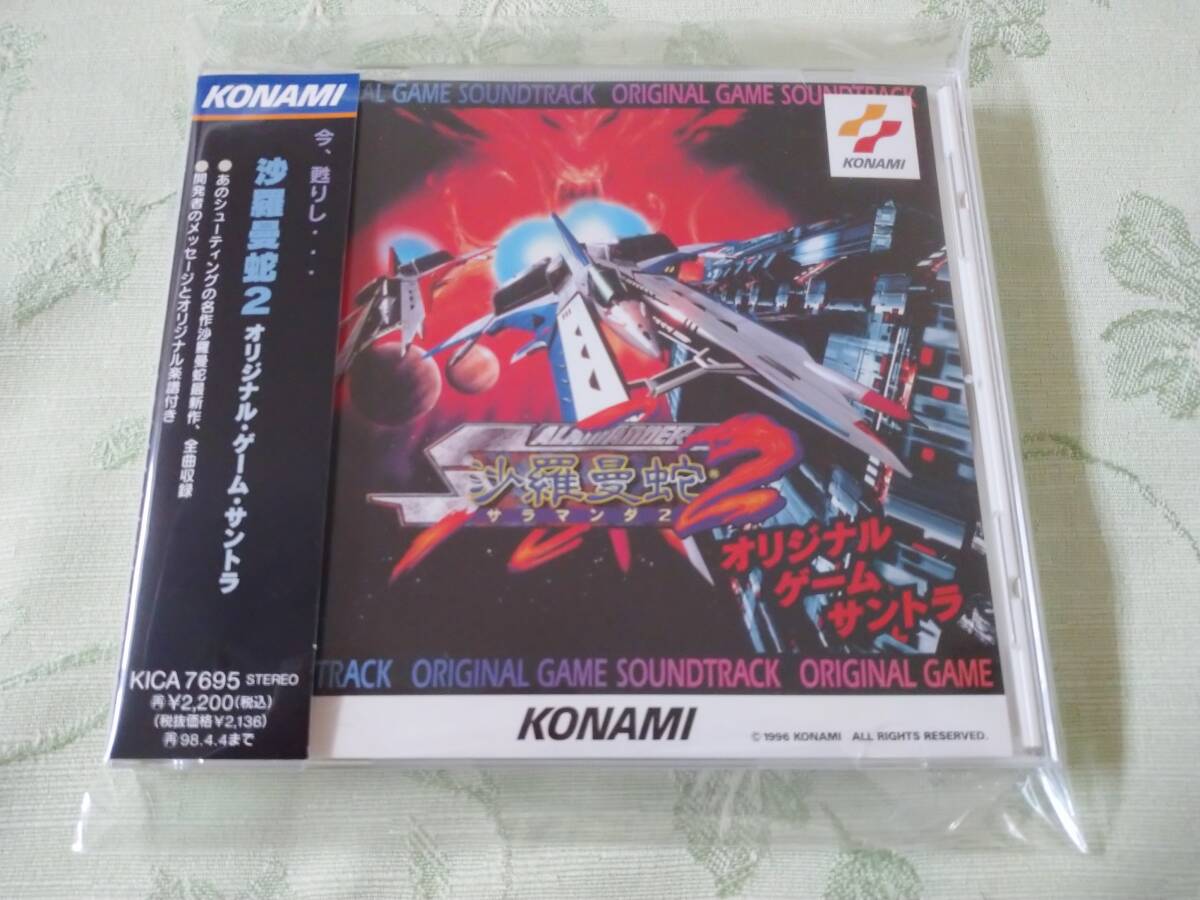 KONAMI
今、甦りし・・・
沙羅曼蛇2 オリジナル・ゲーム・サントラ
●あのシューティングの名作沙羅曼蛇最新作、全曲収録
●開発者のメッセージとオリジナル楽譜付き
KICA 7695 STEREO
再¥2,200(税込)
(税抜価格¥2,136)
再98.4.4まで
AL GAME SOUNDTRACK ORIGINAL GAME SOUNDTRACK
KONAMI
SALAMANDER
沙羅曼蛇2
サラマンダ2
オリジナル
ゲーム
サントラ
TRACK ORIGINAL GAME SOUNDTRACK ORIGINAL GAME
KONAMI
©1996 KONAMI ALL RIGHTS RESERVED.